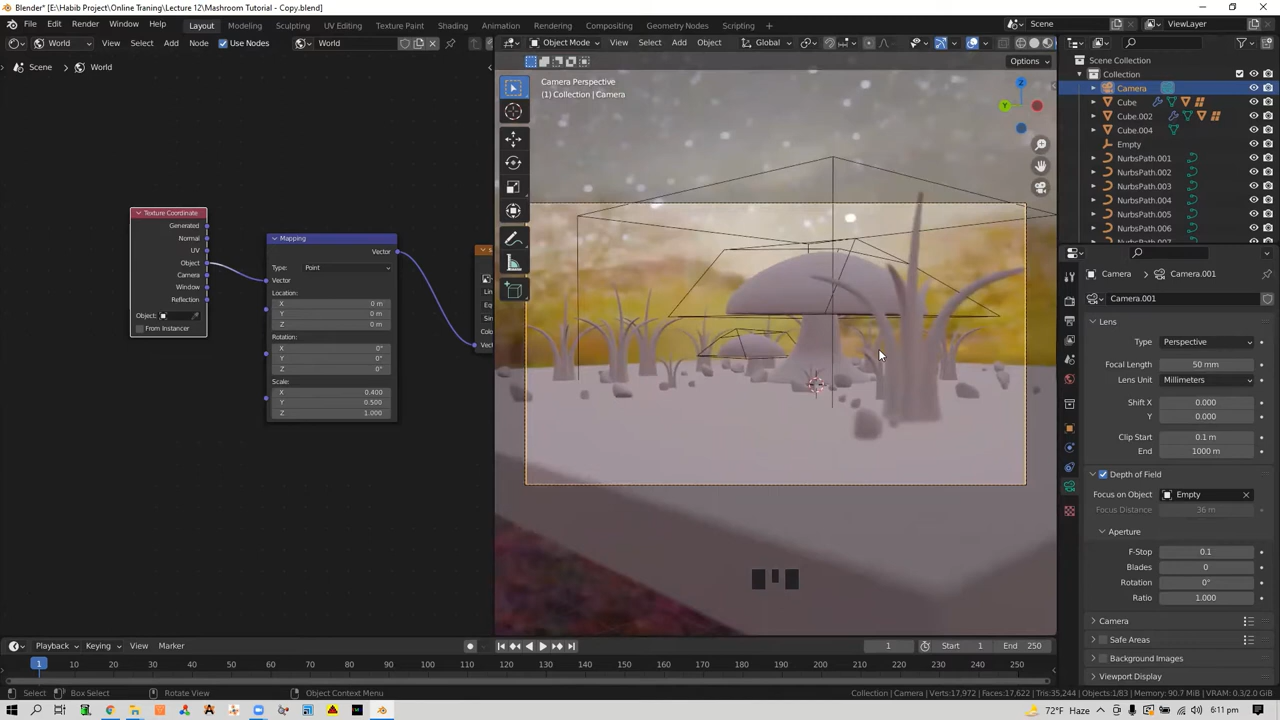 Blender* [E:\Habib Project\Online Traning\Lecture 12\Mashroom Tutorial - Copy.blend]
File Edit Render Window Help Layout Modeling Sculpting UV Editing Texture Paint Shading Animation Rendering Compositing Geometry Nodes Scripting Scene ViewLayer
World View Select Add Node Use Nodes World Object Mode View Select Add Object Global
Scene World Options
Camera Perspective
(1) Collection | Camera
Scene Collection
Collection
Camera
Cube
Cube.002
Cube.004
Empty
NurbsPath.001
NurbsPath.002
NurbsPath.003
NurbsPath.004
NurbsPath.005
NurbsPath.006
Texture Coordinate
Generated
Normal
UV
Object
Camera
Window
Reflection
Object:
From Instancer
Mapping
Vector
Type: Point
Vector
Location:
X 0 m
Y 0 m
Z 0 m
Rotation:
X 0°
Y 0°
Z 0°
Scale:
X 0.400
Y 0.500
Z 1.000
Lin
Equ
Sin
Colo
Vect
Camera Camera.001
Camera.001
Lens
Type Perspective
Focal Length 50 mm
Lens Unit Millimeters
Shift X 0.000
Y 0.000
Clip Start 0.1 m
End 1000 m
Depth of Field
Focus on Object Empty
Focus Distance 36 m
Aperture
F-Stop 0.1
Blades 0
Rotation 0°
Ratio 1.000
Camera
Safe Areas
Background Images
Viewport Display
Playback Keying View Marker 1 Start 1 End 250
1 10 20 30 40 50 60 70 80 90 100 110 120 130 140 150 160 170 180 190 200 210 220 230 240 250
Select Box Select Rotate View Object Context Menu Collection | Camera | Verts:17,972 | Faces:17,622 | Tris:35,244 | Objects:1/83 | Memory: 90.7 MiB | VRAM: 0.3/2.0 GiB
72°F Haze 6:11 pm